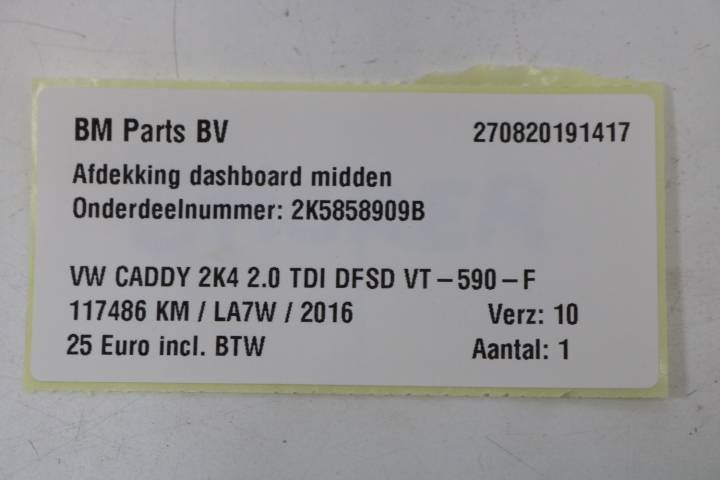 BM Parts BV 270820191417
Afdekking dashboard midden
Onderdeelnummer: 2K5858909B
VW CADDY 2K4 2.0 TDI DFSD VT-590-F
117486 KM / LA7W / 2016 Verz: 10
25 Euro incl. BTW Aantal: 1